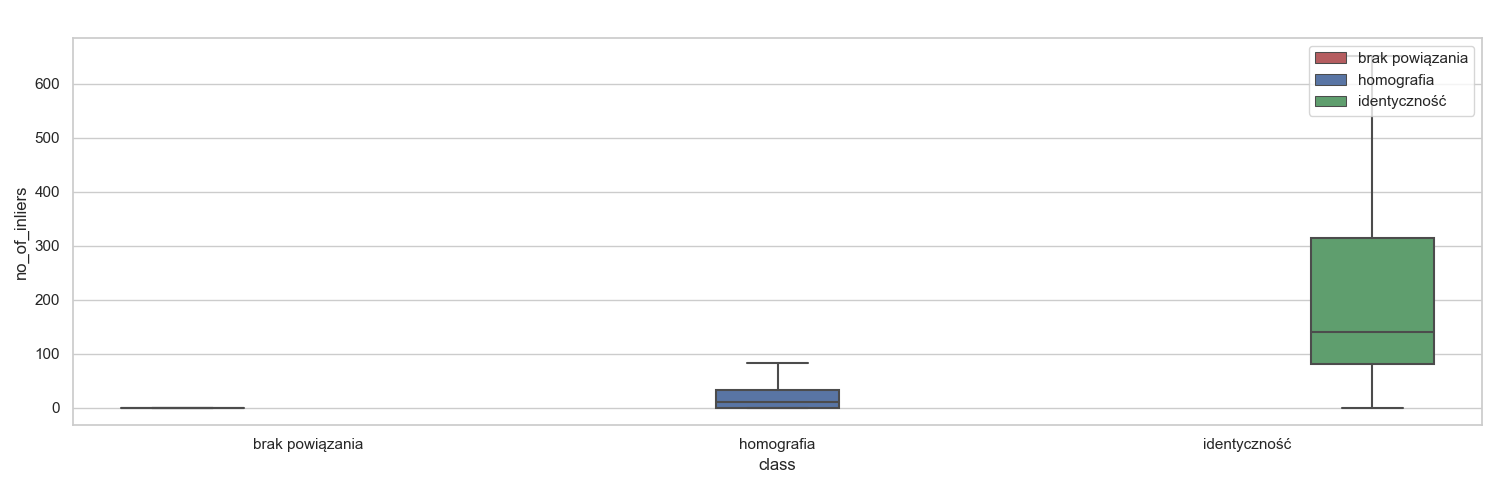 brak powiązania
homografia
identyczność
600
500
400
300
200
100
0
no_of_inliers
brak powiązania
homografia
identyczność
class